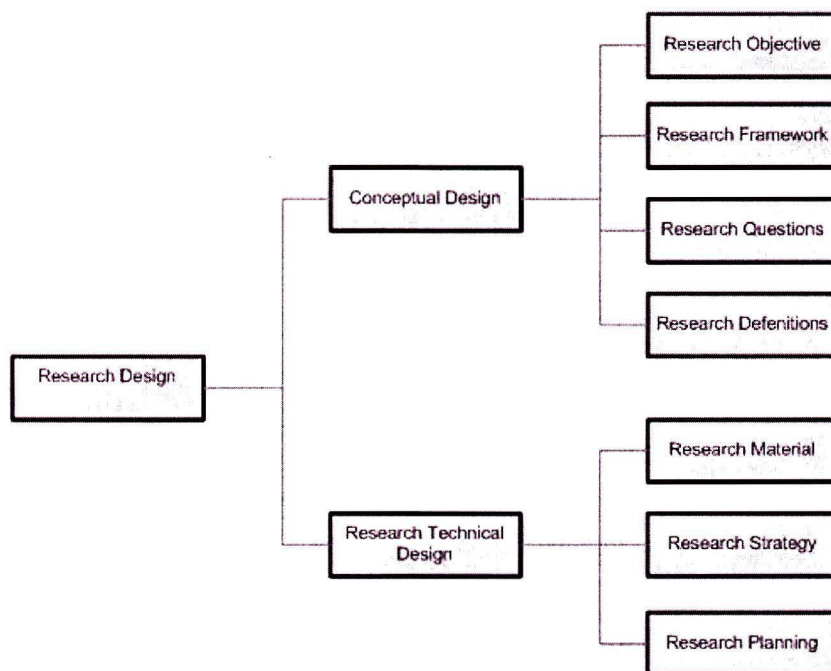 Research Objective
Research Framework
Conceptual Design
Research Questions
Research Defenitions
Research Design
Research Material
Research Technical
Design
Research Strategy
Research Planning